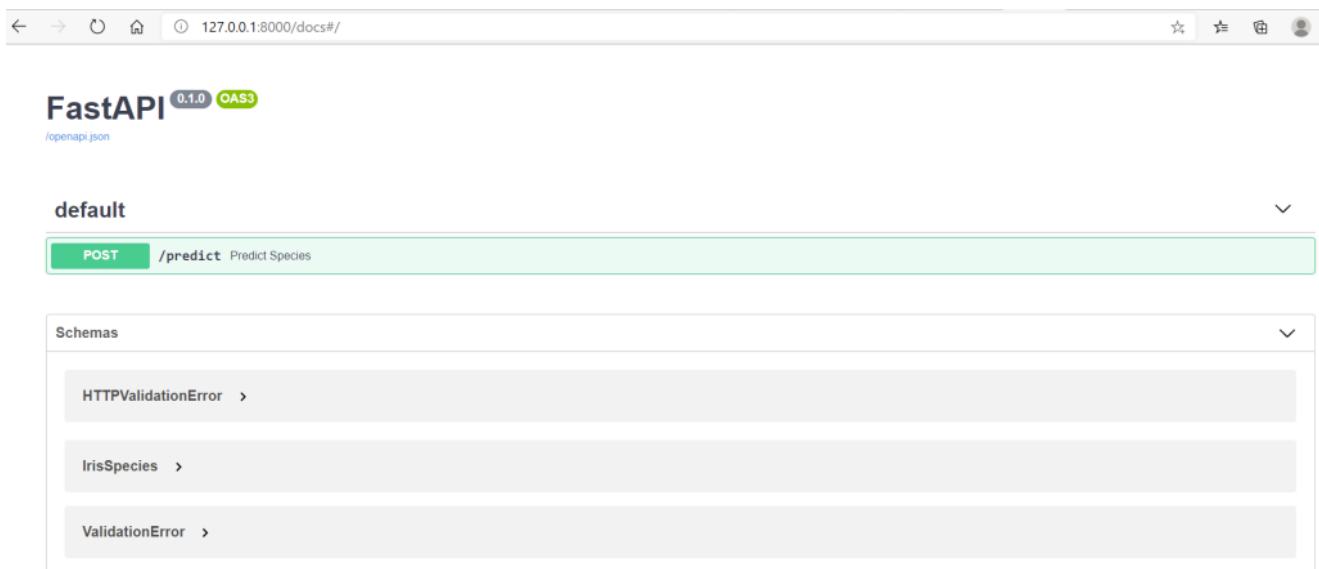 127.0.0.1:8000/docs#/
FastAPI 0.1.0 OAS3
/openapi.json
default
POST /predict Predict Species
Schemas
HTTPValidationError
IrisSpecies
ValidationError